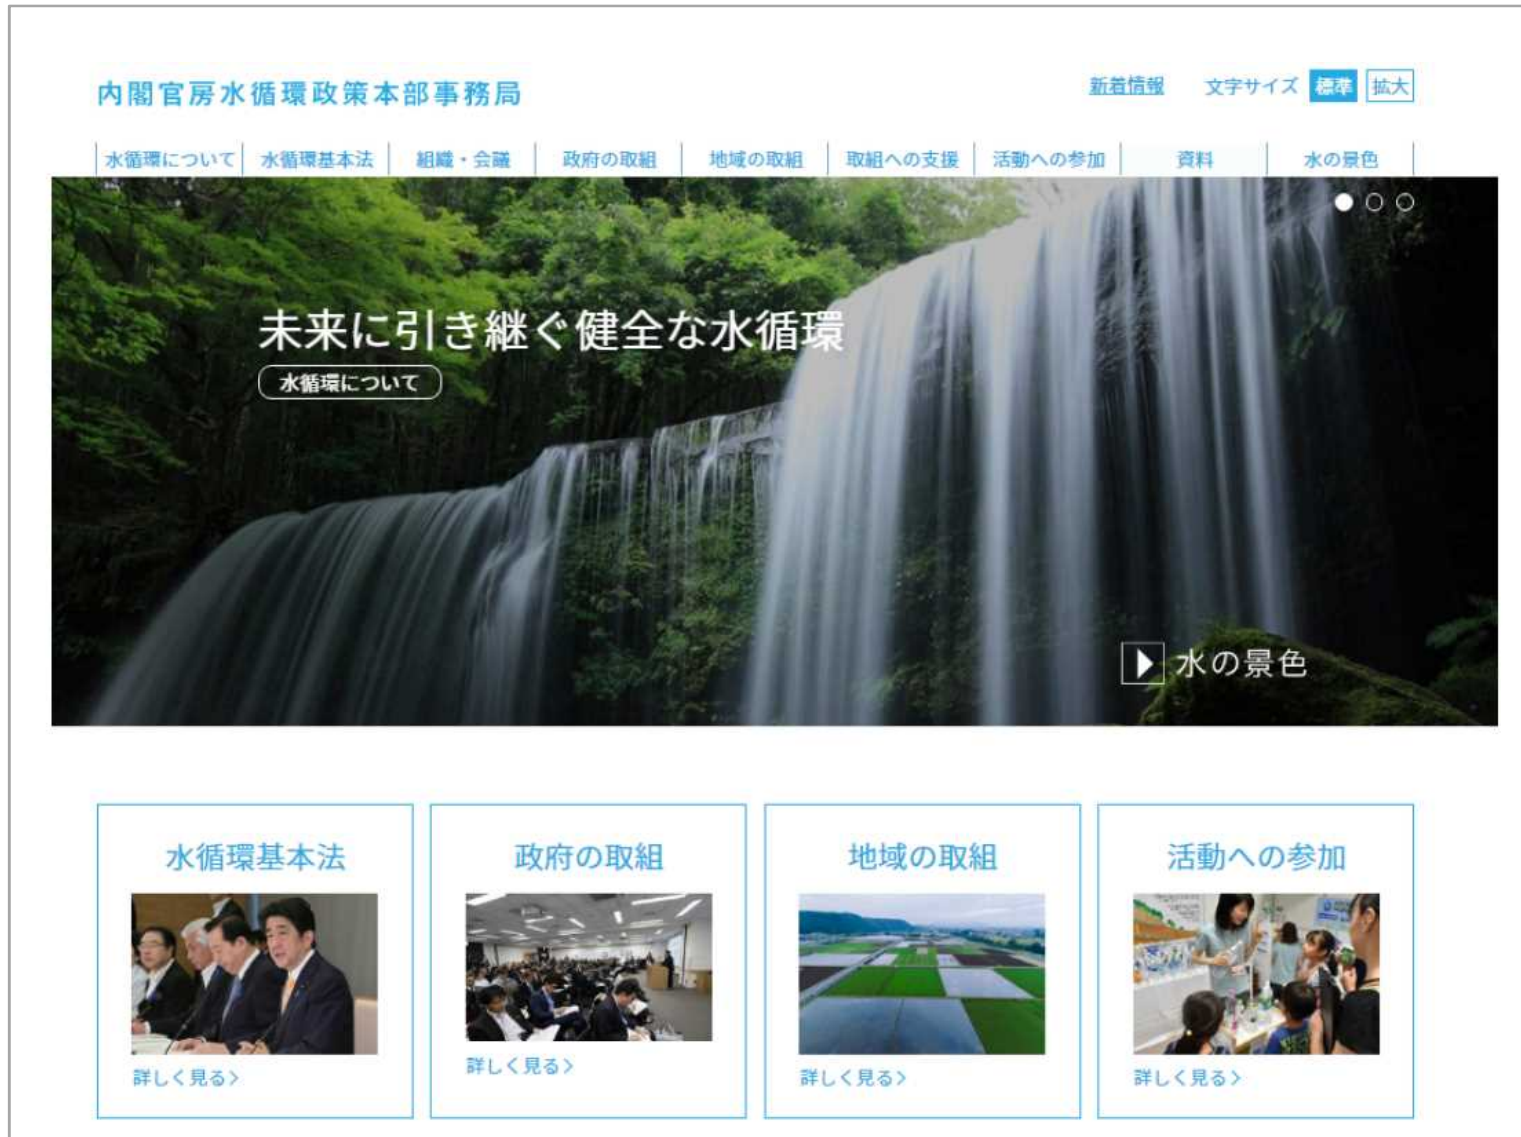 内閣官房水循環政策本部事務局
新着情報 文字サイズ 標準 拡大
水循環について 水循環基本法 組織・会議 政府の取組 地域の取組 取組への支援 活動への参加 資料 水の景色
未来に引き継ぐ健全な水循環
水循環について
水の景色
水循環基本法 政府の取組 地域の取組 活動への参加
詳しく見る> 詳しく見る> 詳しく見る> 詳しく見る>